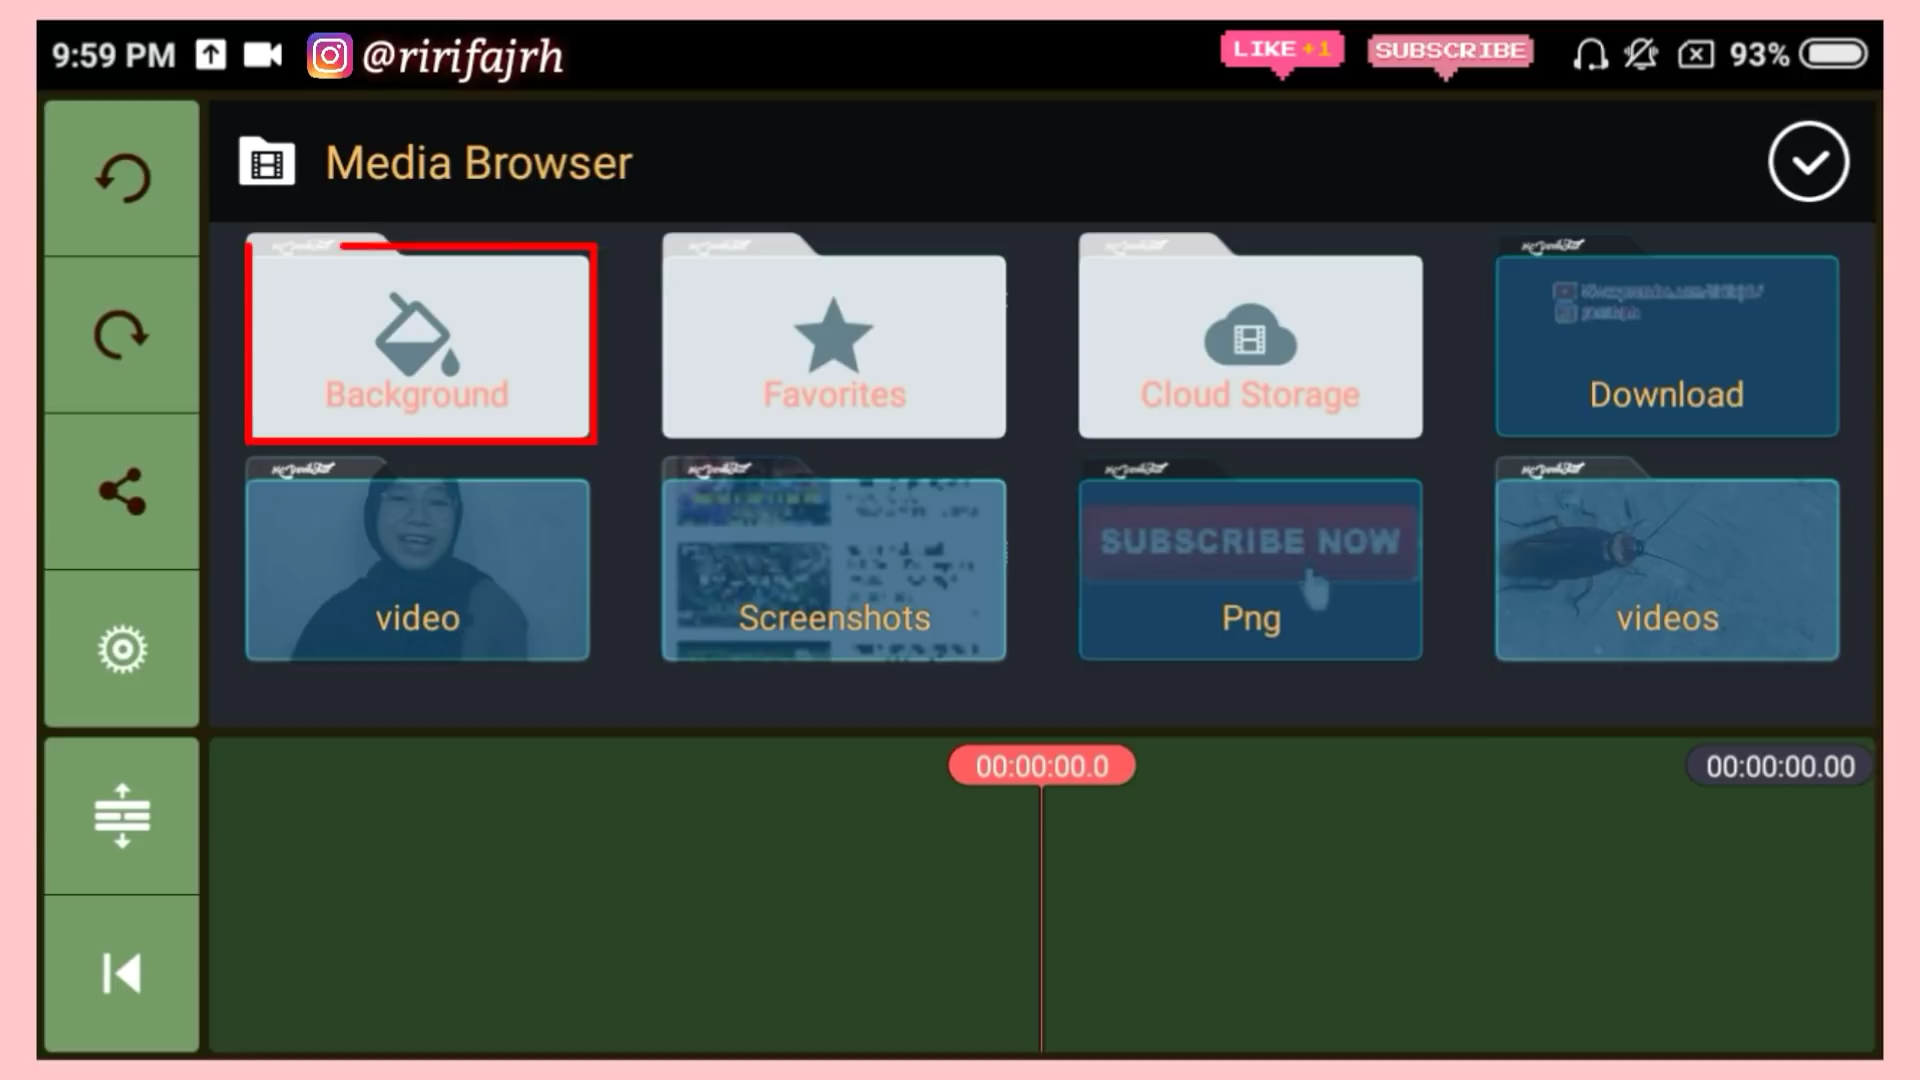 9:59 PM @ririfajrh LIKE +1 SUBSCRIBE 93%
Media Browser
Background Favorites Cloud Storage Download
SUBSCRIBE NOW
video Screenshots Png videos
00:00:00.0 00:00:00.00